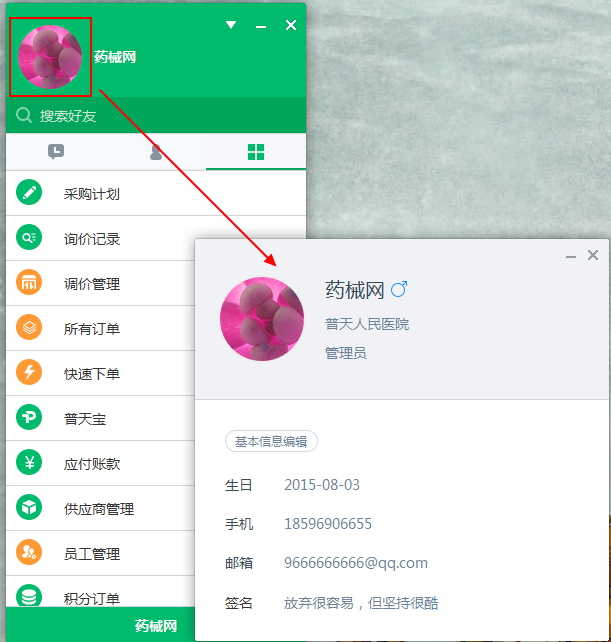 药械网
搜索好友
采购计划
询价记录
调价管理
所有订单
快速下单
普天宝
应付账款
供应商管理
员工管理
积分订单
药械网
药械网
普天人民医院
管理员
基本信息编辑
生日 2015-08-03
手机 18596906655
邮箱 9666666666@qq.com
签名 放弃很容易，但坚持很酷